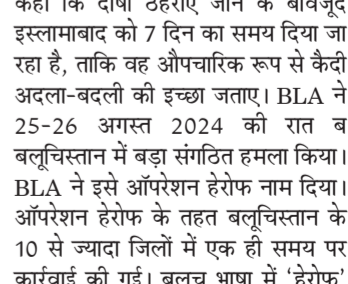 कहा कि दोषी ठहराए जाने के बावजूद
इस्लामाबाद को 7 दिन का समय दिया जा
रहा है, ताकि वह औपचारिक रूप से कैदी
अदला-बदली की इच्छा जताए। BLA ने
25-26 अगस्त 2024 की रात ब
बलूचिस्तान में बड़ा संगठित हमला किया।
BLA ने इसे ऑपरेशन हेरोफ नाम दिया।
ऑपरेशन हेरोफ के तहत बलूचिस्तान के
10 से ज्यादा जिलों में एक ही समय पर
कार्रवाई की गई। बलूच भाषा में ‘हेरोफ’